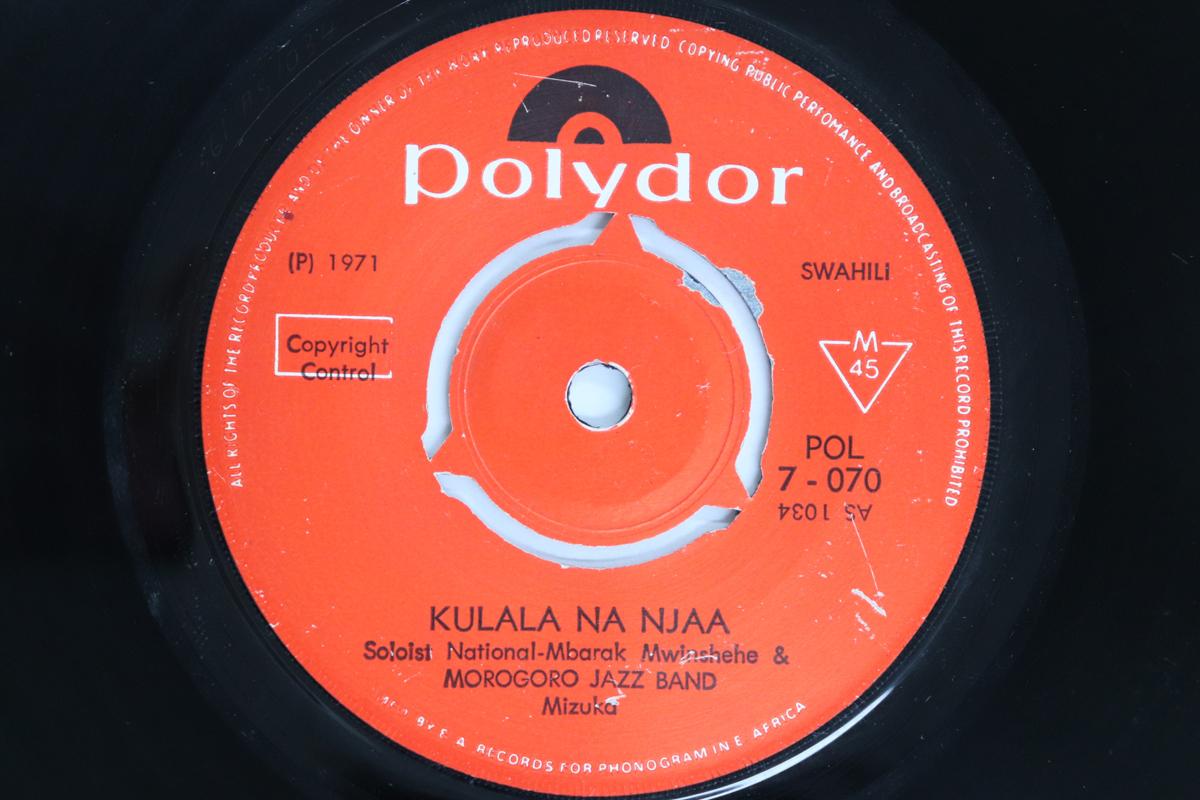 ALL RIGHTS OF THE RECORD PRODUCER AND OF THE OWNER OF THE WORK REPRODUCED RESERVED COPYING PUBLIC PERFOMANCE AND BROADCASTING OF THIS RECORD PROHIBITED
polydor
(P) 1971
SWAHILI
Copyright
Control
M
45
POL
7 - 070
AS 1034
KULALA NA NJAA
Soloist National-Mbarak Mwinshehe &
MOROGORO JAZZ BAND
Mizuka
BY E.A. RECORDS FOR PHONOGRAM IN E. AFRICA